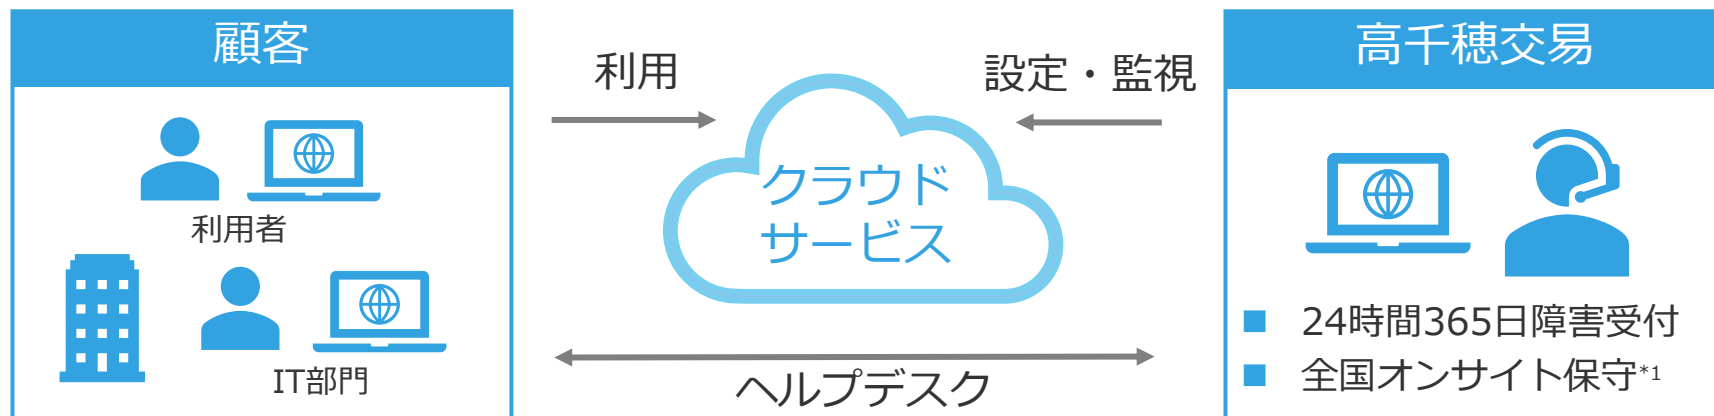 顧客
利用者
IT部門
利用
設定・監視
クラウド
サービス
ヘルプデスク
高千穂交易
■ 24時間365日障害受付
■ 全国オンサイト保守*1